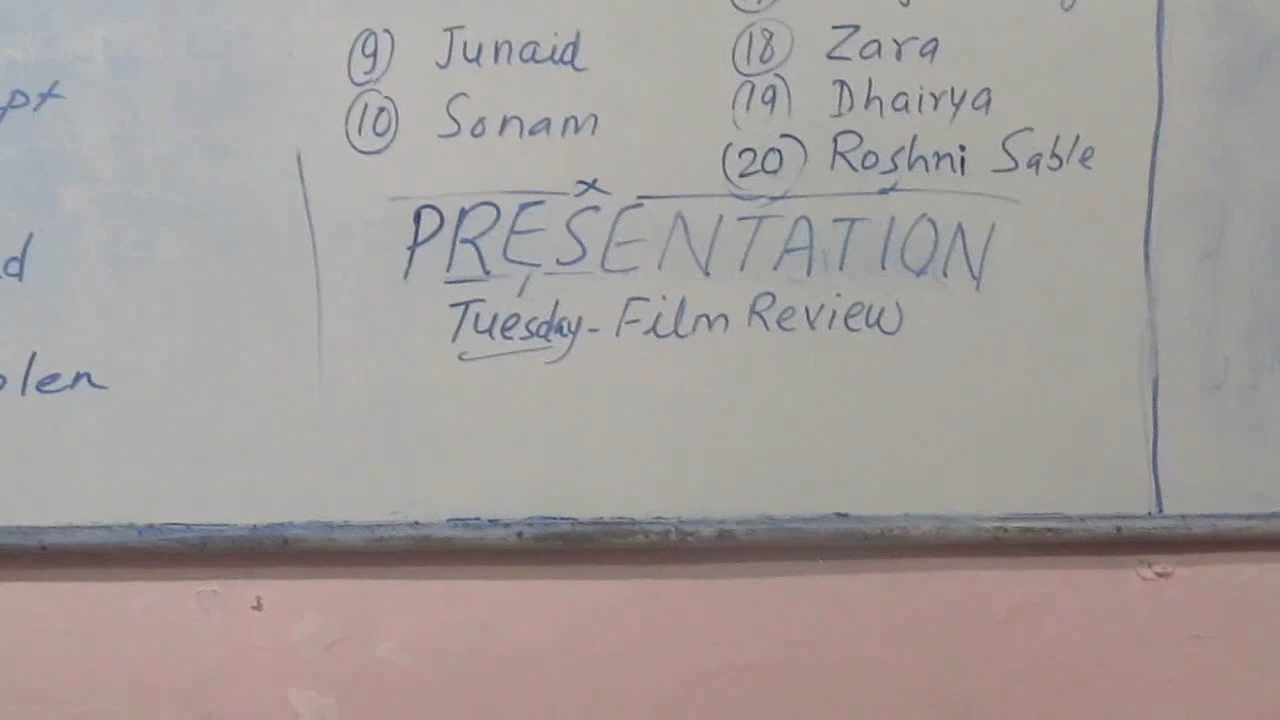 (9) Junaid
(10) Sonam
(18) Zara
(19) Dhairya
(20) Roshni Sable
x
PRESENTATION
Tuesday - Film Review